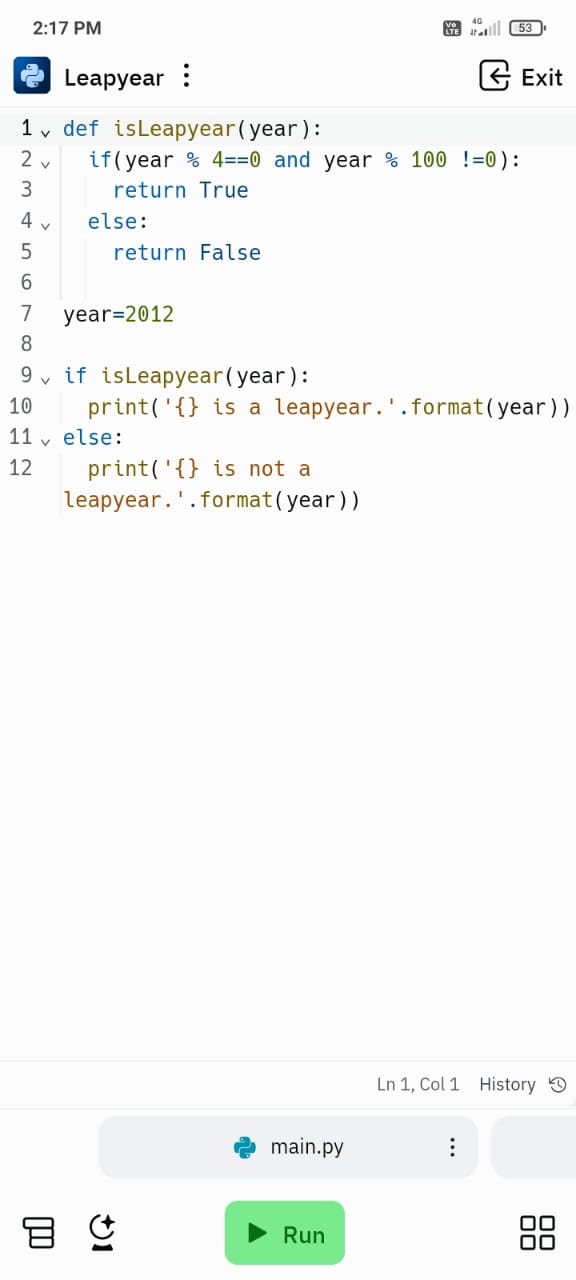 2:17 PM
Vo LTE 4G 53
Leapyear
Exit
1 def isLeapyear(year):
2   if(year % 4==0 and year % 100 !=0):
3     return True
4   else:
5     return False
6
7 year=2012
8
9 if isLeapyear(year):
10   print('{} is a leapyear.'.format(year))
11 else:
12   print('{} is not a
leapyear.'.format(year))
Ln 1, Col 1 History
main.py
Run